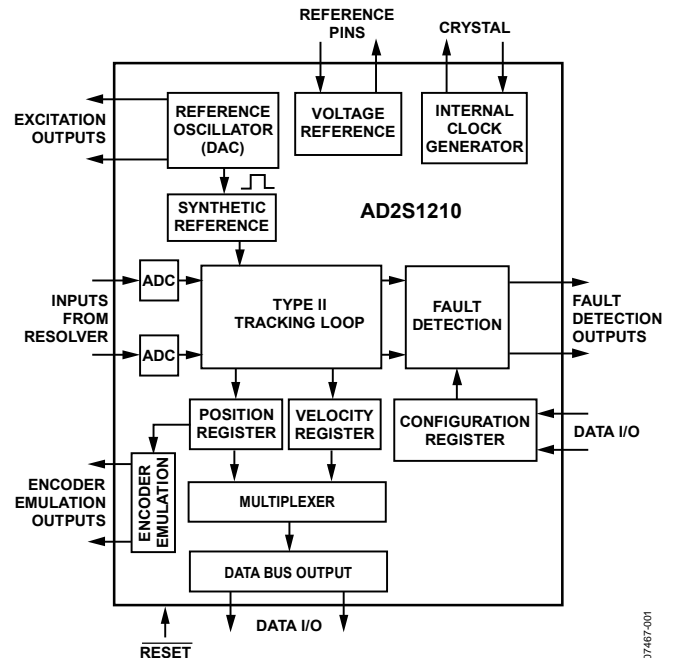 REFERENCE
PINS
CRYSTAL
EXCITATION
OUTPUTS
REFERENCE
OSCILLATOR
(DAC)
VOLTAGE
REFERENCE
INTERNAL
CLOCK
GENERATOR
SYNTHETIC
REFERENCE
AD2S1210
INPUTS
FROM
RESOLVER
ADC
ADC
TYPE II
TRACKING LOOP
FAULT
DETECTION
FAULT
DETECTION
OUTPUTS
POSITION
REGISTER
VELOCITY
REGISTER
CONFIGURATION
REGISTER
DATA I/O
ENCODER
EMULATION
OUTPUTS
ENCODER
EMULATION
MULTIPLEXER
DATA BUS OUTPUT
DATA I/O
RESET
07467-001